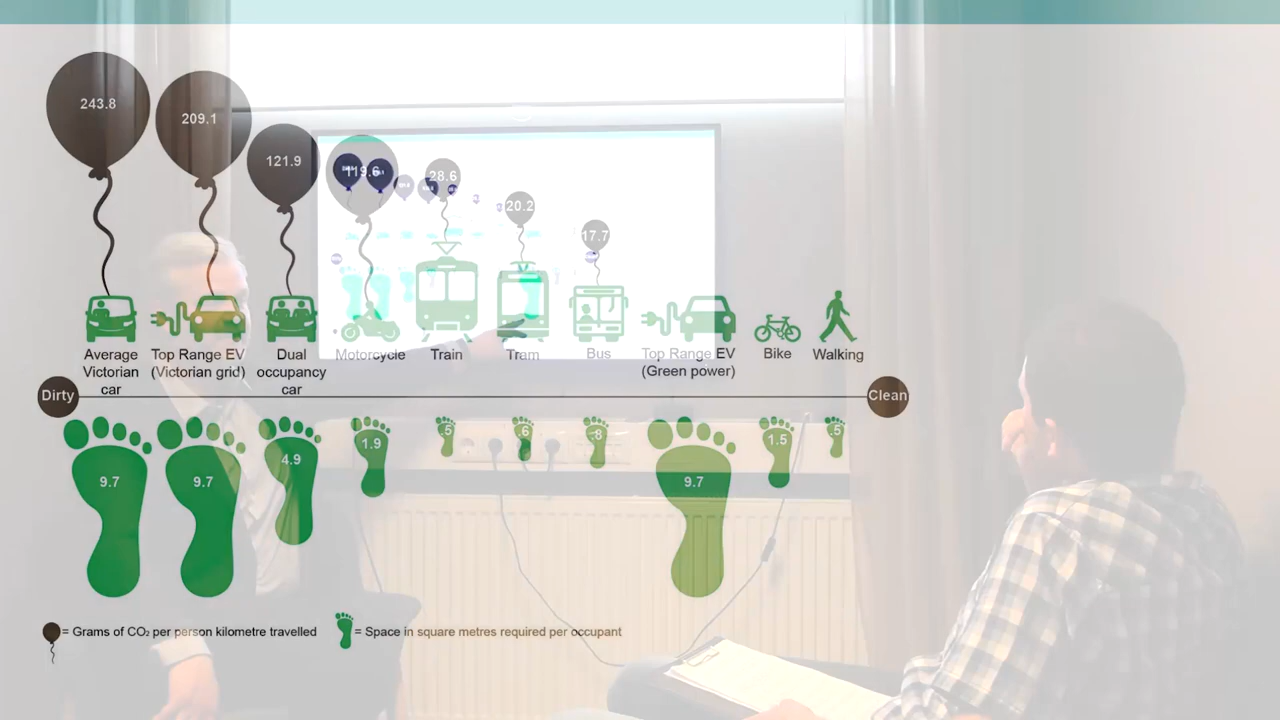 243.8
209.1
121.9
119.6
28.6
20.2
17.7
Average Victorian car
Top Range EV (Victorian grid)
Dual occupancy car
Motorcycle
Train
Tram
Bus
Top Range EV (Green power)
Bike
Walking
Dirty
Clean
9.7
9.7
4.9
1.9
.5
.6
.8
9.7
1.5
.5
= Grams of CO₂ per person kilometre travelled
= Space in square metres required per occupant